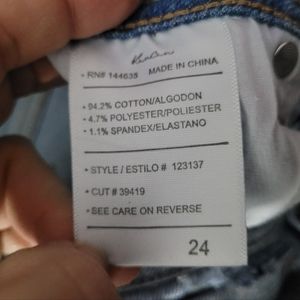 KanCan
• RN# 144635 MADE IN CHINA
• 94.2% COTTON/ALGODON
• 4.7% POLYESTER/POLIESTER
• 1.1% SPANDEX/ELASTANO
• STYLE / ESTILO # 123137
• CUT # 39419
• SEE CARE ON REVERSE
24